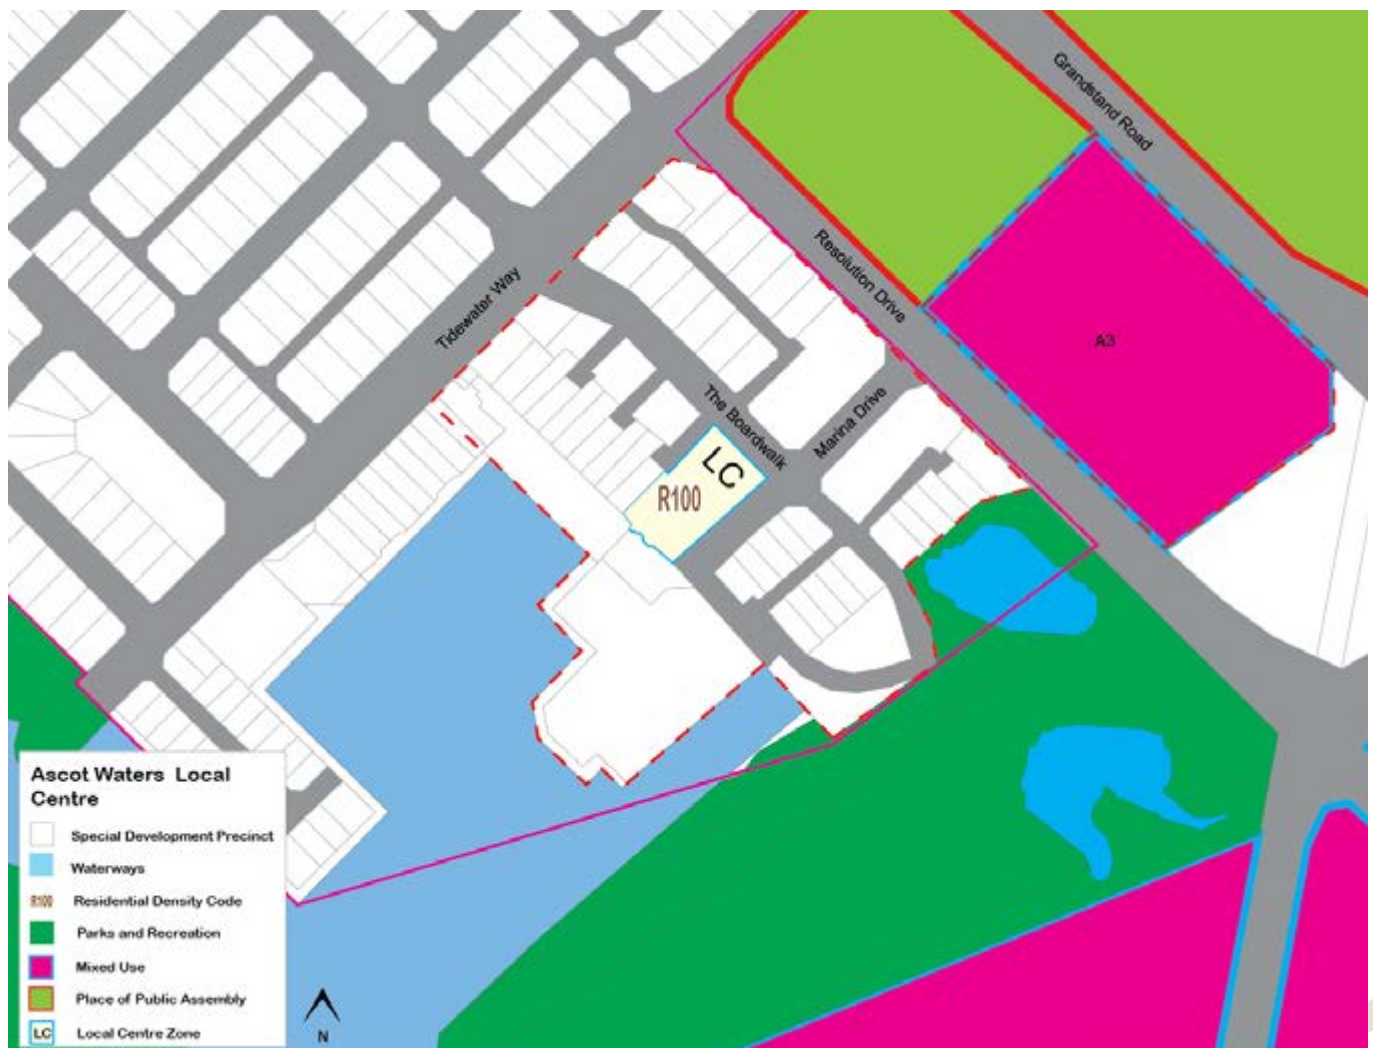 Grandstand Road
Resolution Drive
Tidewater Way
A3
The Boardwalk
Marina Drive
LC
R100
Ascot Waters Local
Centre
Special Development Precinct
Waterways
R100 Residential Density Code
Parks and Recreation
Mixed Use
Place of Public Assembly
LC Local Centre Zone
N